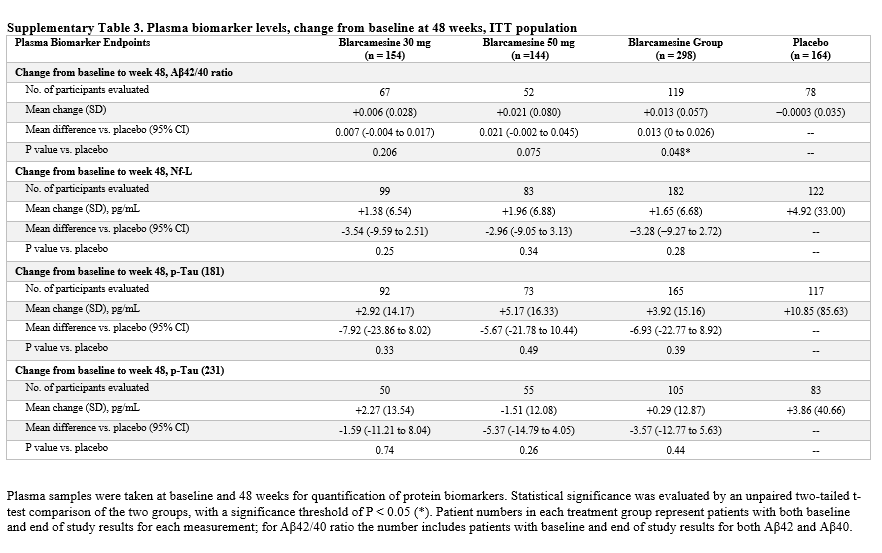 Supplementary Table 3. Plasma biomarker levels, change from baseline at 48 weeks, ITT population
Plasma Biomarker Endpoints Blarcamesine 30 mg (n = 154) Blarcamesine 50 mg (n =144) Blarcamesine Group (n = 298) Placebo (n = 164)
Change from baseline to week 48, Aβ42/40 ratio
No. of participants evaluated 67 52 119 78
Mean change (SD) +0.006 (0.028) +0.021 (0.080) +0.013 (0.057) −0.0003 (0.035)
Mean difference vs. placebo (95% CI) 0.007 (-0.004 to 0.017) 0.021 (-0.002 to 0.045) 0.013 (0 to 0.026) --
P value vs. placebo 0.206 0.075 0.048* --
Change from baseline to week 48, Nf-L
No. of participants evaluated 99 83 182 122
Mean change (SD), pg/mL +1.38 (6.54) +1.96 (6.88) +1.65 (6.68) +4.92 (33.00)
Mean difference vs. placebo (95% CI) -3.54 (-9.59 to 2.51) -2.96 (-9.05 to 3.13) −3.28 (−9.27 to 2.72) --
P value vs. placebo 0.25 0.34 0.28 --
Change from baseline to week 48, p-Tau (181)
No. of participants evaluated 92 73 165 117
Mean change (SD), pg/mL +2.92 (14.17) +5.17 (16.33) +3.92 (15.16) +10.85 (85.63)
Mean difference vs. placebo (95% CI) -7.92 (-23.86 to 8.02) -5.67 (-21.78 to 10.44) -6.93 (-22.77 to 8.92) --
P value vs. placebo 0.33 0.49 0.39 --
Change from baseline to week 48, p-Tau (231)
No. of participants evaluated 50 55 105 83
Mean change (SD), pg/mL +2.27 (13.54) -1.51 (12.08) +0.29 (12.87) +3.86 (40.66)
Mean difference vs. placebo (95% CI) -1.59 (-11.21 to 8.04) -5.37 (-14.79 to 4.05) -3.57 (-12.77 to 5.63) --
P value vs. placebo 0.74 0.26 0.44 --
Plasma samples were taken at baseline and 48 weeks for quantification of protein biomarkers. Statistical significance was evaluated by an unpaired two-tailed t-
test comparison of the two groups, with a significance threshold of P < 0.05 (*). Patient numbers in each treatment group represent patients with both baseline
and end of study results for each measurement; for Aβ42/40 ratio the number includes patients with baseline and end of study results for both Aβ42 and Aβ40.